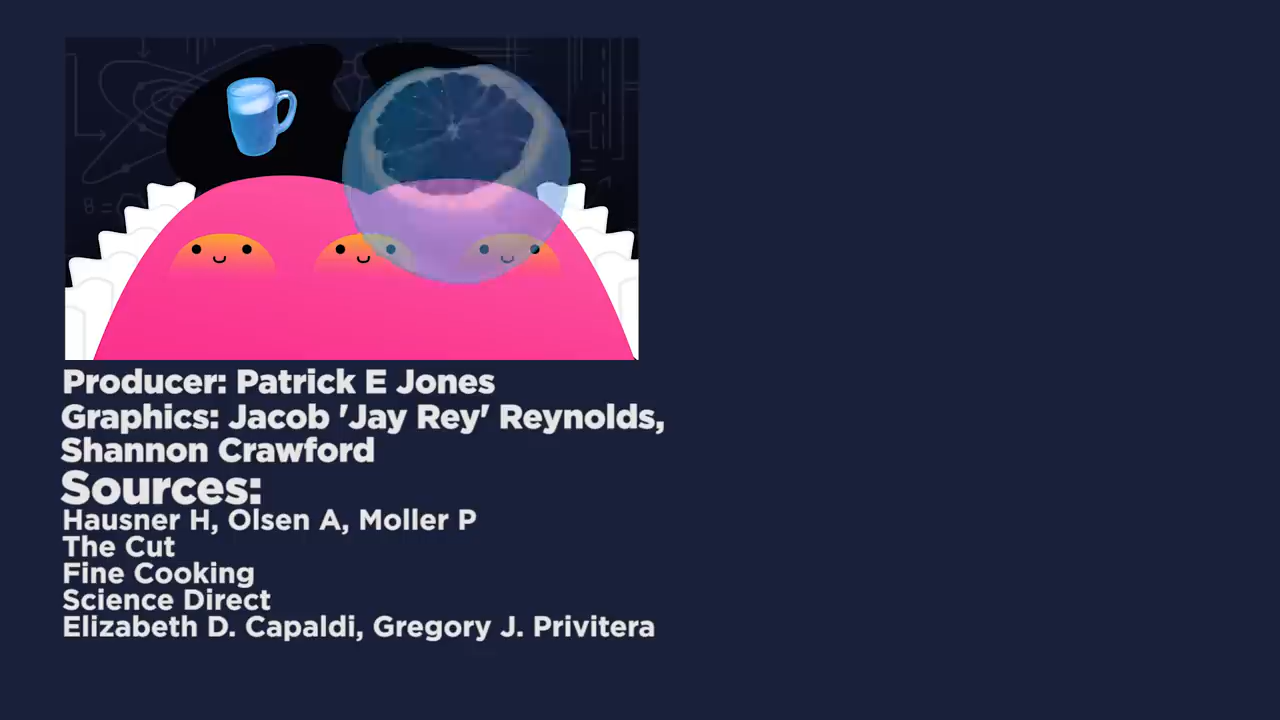 8 =
Producer: Patrick E Jones
Graphics: Jacob 'Jay Rey' Reynolds,
Shannon Crawford
Sources:
Hausner H, Olsen A, Moller P
The Cut
Fine Cooking
Science Direct
Elizabeth D. Capaldi, Gregory J. Privitera